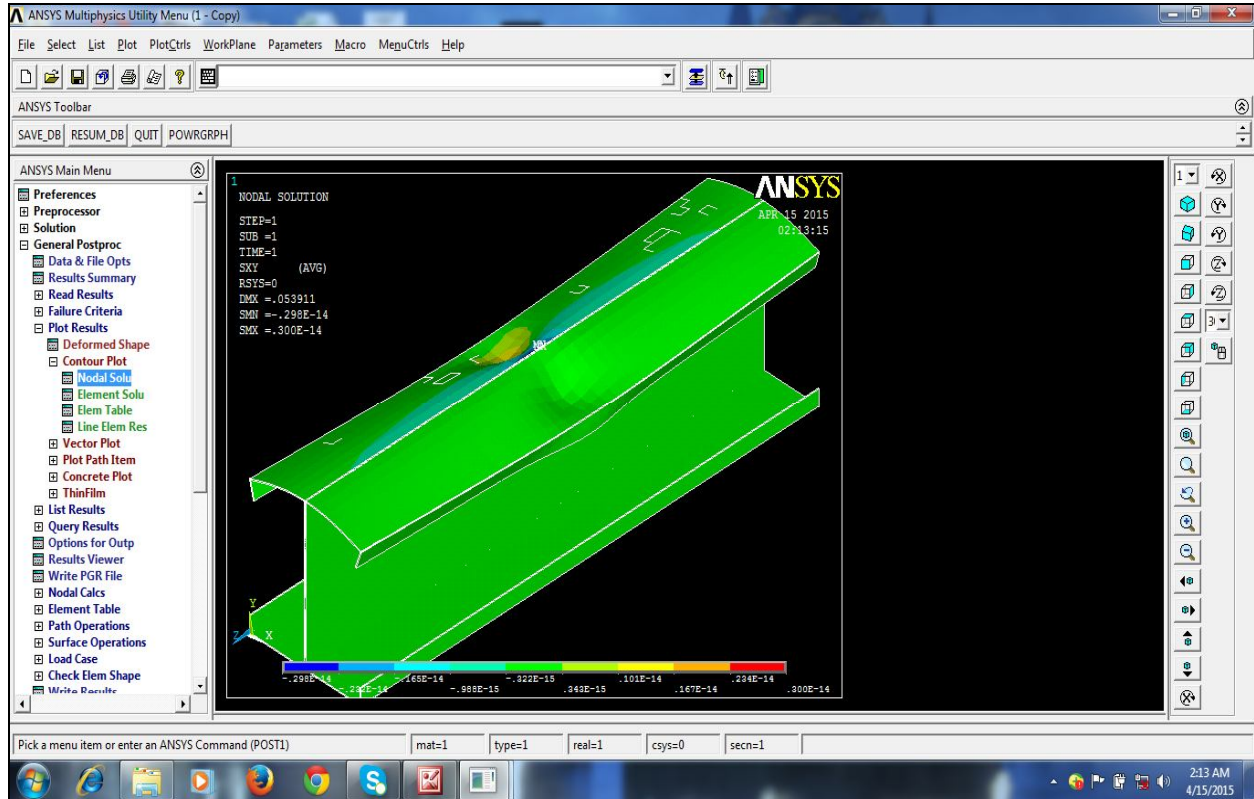 ANSYS Multiphysics Utility Menu (1 - Copy)
File Select List Plot PlotCtrls WorkPlane Parameters Macro MenuCtrls Help
ANSYS Toolbar
SAVE_DB RESUM_DB QUIT POWRGRPH
ANSYS Main Menu
Preferences
Preprocessor
Solution
General Postproc
Data & File Opts
Results Summary
Read Results
Failure Criteria
Plot Results
Deformed Shape
Contour Plot
Nodal Solu
Element Solu
Elem Table
Line Elem Res
Vector Plot
Plot Path Item
Concrete Plot
ThinFilm
List Results
Query Results
Options for Outp
Results Viewer
Write PGR File
Nodal Calcs
Element Table
Path Operations
Surface Operations
Load Case
Check Elem Shape
Write Results
1
NODAL SOLUTION
STEP=1
SUB =1
TIME=1
SXY (AVG)
RSYS=0
DMX =.053911
SMN =-.298E-14
SMX =.300E-14
ANSYS
APR 15 2015
02:13:15
Y
Z X
-.298E-14 -.165E-14 -.322E-15 .101E-14 .234E-14
-.232E-14 -.988E-15 .343E-15 .167E-14 .300E-14
1
Pick a menu item or enter an ANSYS Command (POST1) mat=1 type=1 real=1 csys=0 secn=1
2:13 AM
4/15/2015